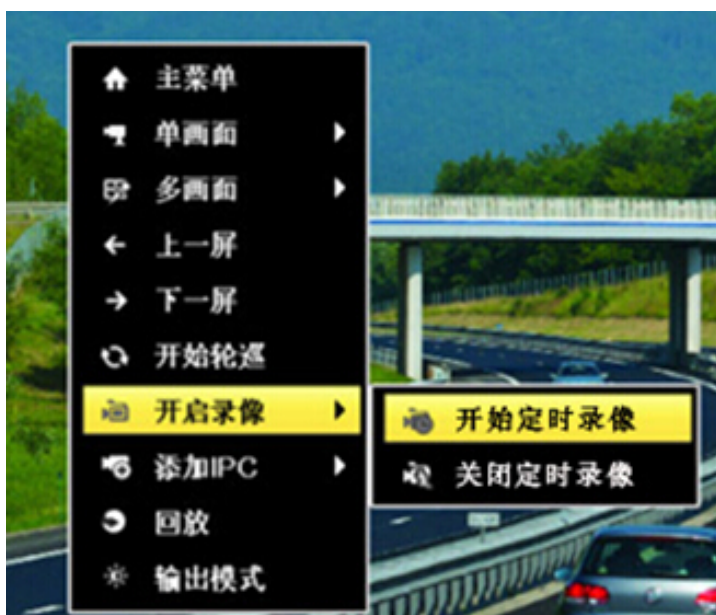 主菜单
单画面
多画面
上一屏
下一屏
开始轮巡
开启录像
开始定时录像
关闭定时录像
添加IPC
回放
输出模式